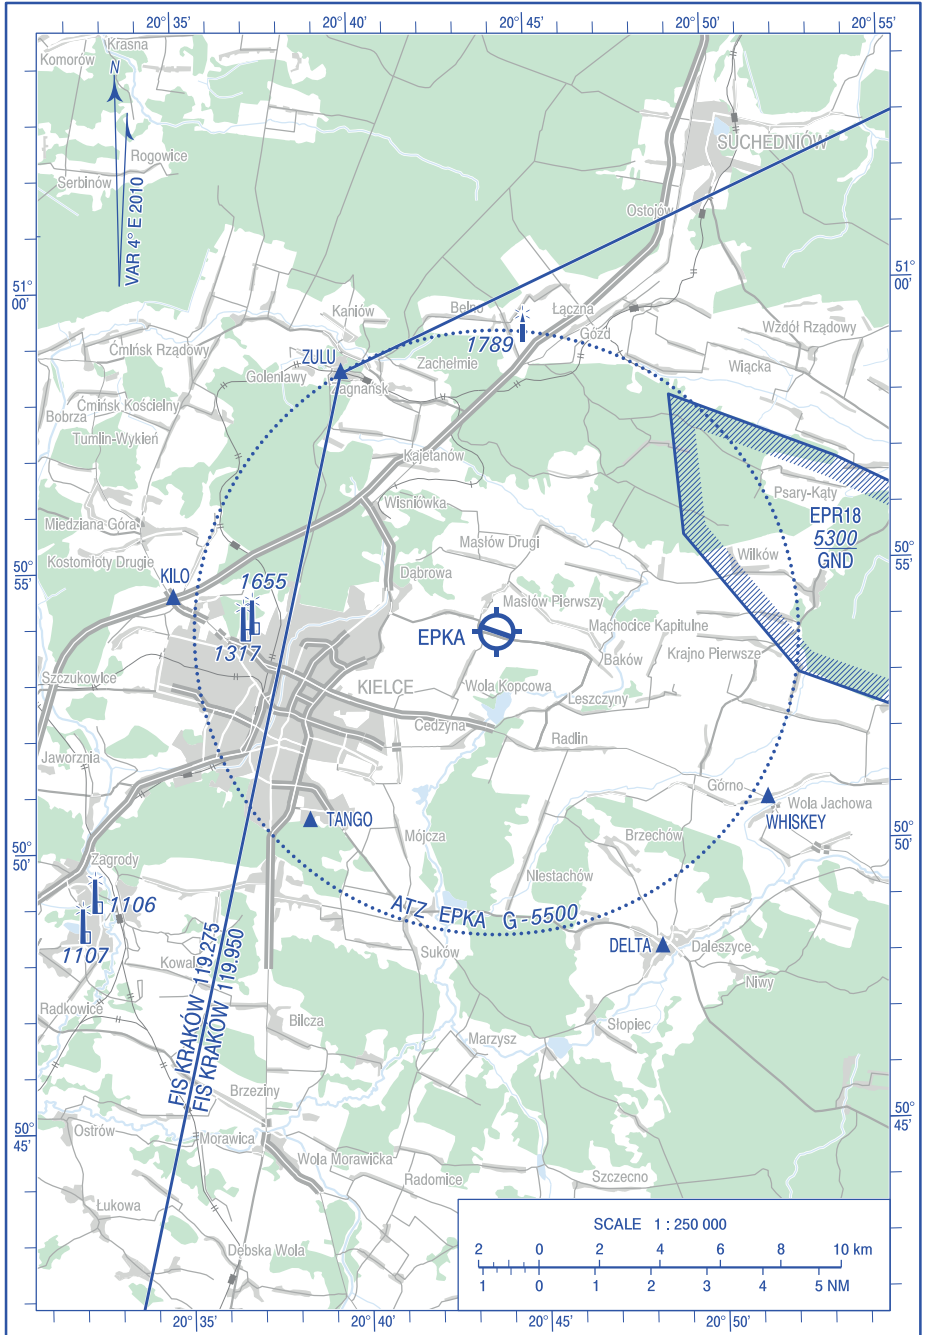 20° 35'
20° 40'
20° 45'
20° 50'
20° 55'
Krasna
Komorów
N
SUCHEDNIÓW
Rogowice
Serbinów
VAR 4° E 2010
Ostojów
51°
00'
51°
00'
Kaniów
Belno
Łączna
1789
Gózd
Wzdół Rządowy
Ćmińsk Rządowy
ZULU
Zachełmie
Wiącka
Golenlawy
Zagnańsk
Ćmińsk Kościelny
Bobrza
Tumlin-Wykień
Kajetanów
Psary-Kąty
Wisniówka
EPR18
5300
GND
Miedziana Góra
Masłów Drugi
Wilków
50°
55'
Kostomłoty Drugie
50°
55'
KILO
1655
Dąbrowa
Masłów Pierwszy
Machocice Kapitulne
EPKA
1317
Baków
Krajno Pierwsze
Szczukowice
KIELCE
Wola Kopcowa
Leszczyny
Cedzyna
Radlin
Jaworznia
Górno
Wola Jachowa
WHISKEY
TANGO
Mójcza
Brzechów
50°
50'
50°
50'
Zagrody
NIestachów
1106
ATZ EPKA G-5500
1107
Kowal
Suków
DELTA
Daleszyce
Niwy
FIS KRAKÓW 119.275
FIS KRAKÓW 119.950
Radkowice
Bilcza
Słopiec
Marzysz
Brzeziny
50°
45'
50°
45'
Ostrów
Morawica
Wola Morawicka
Radomice
Szczecno
Łukowa
Dębska Wola
SCALE 1 : 250 000
2 0 2 4 6 8 10 km
1 0 1 2 3 4 5 NM
20° 35'
20° 40'
20° 45'
20° 50'